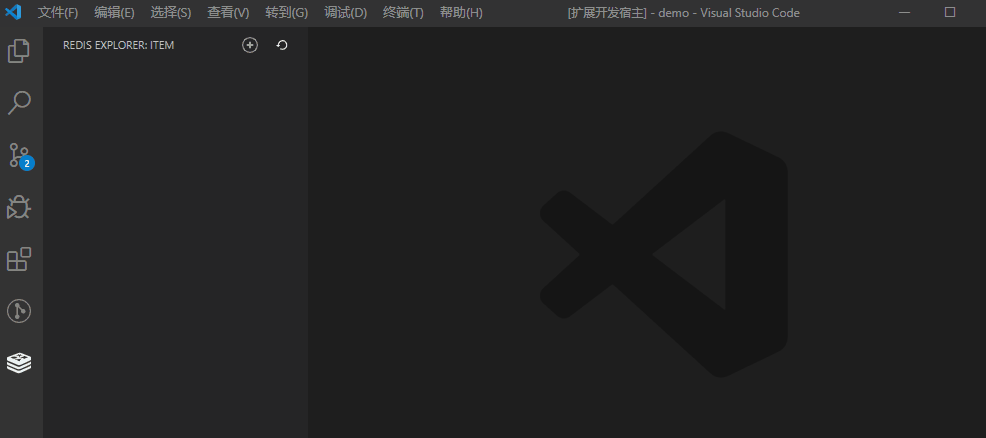 文件(F) 编辑(E) 选择(S) 查看(V) 转到(G) 调试(D) 终端(T) 帮助(H) [扩展开发宿主] - demo - Visual Studio Code
REDIS EXPLORER: ITEM
2